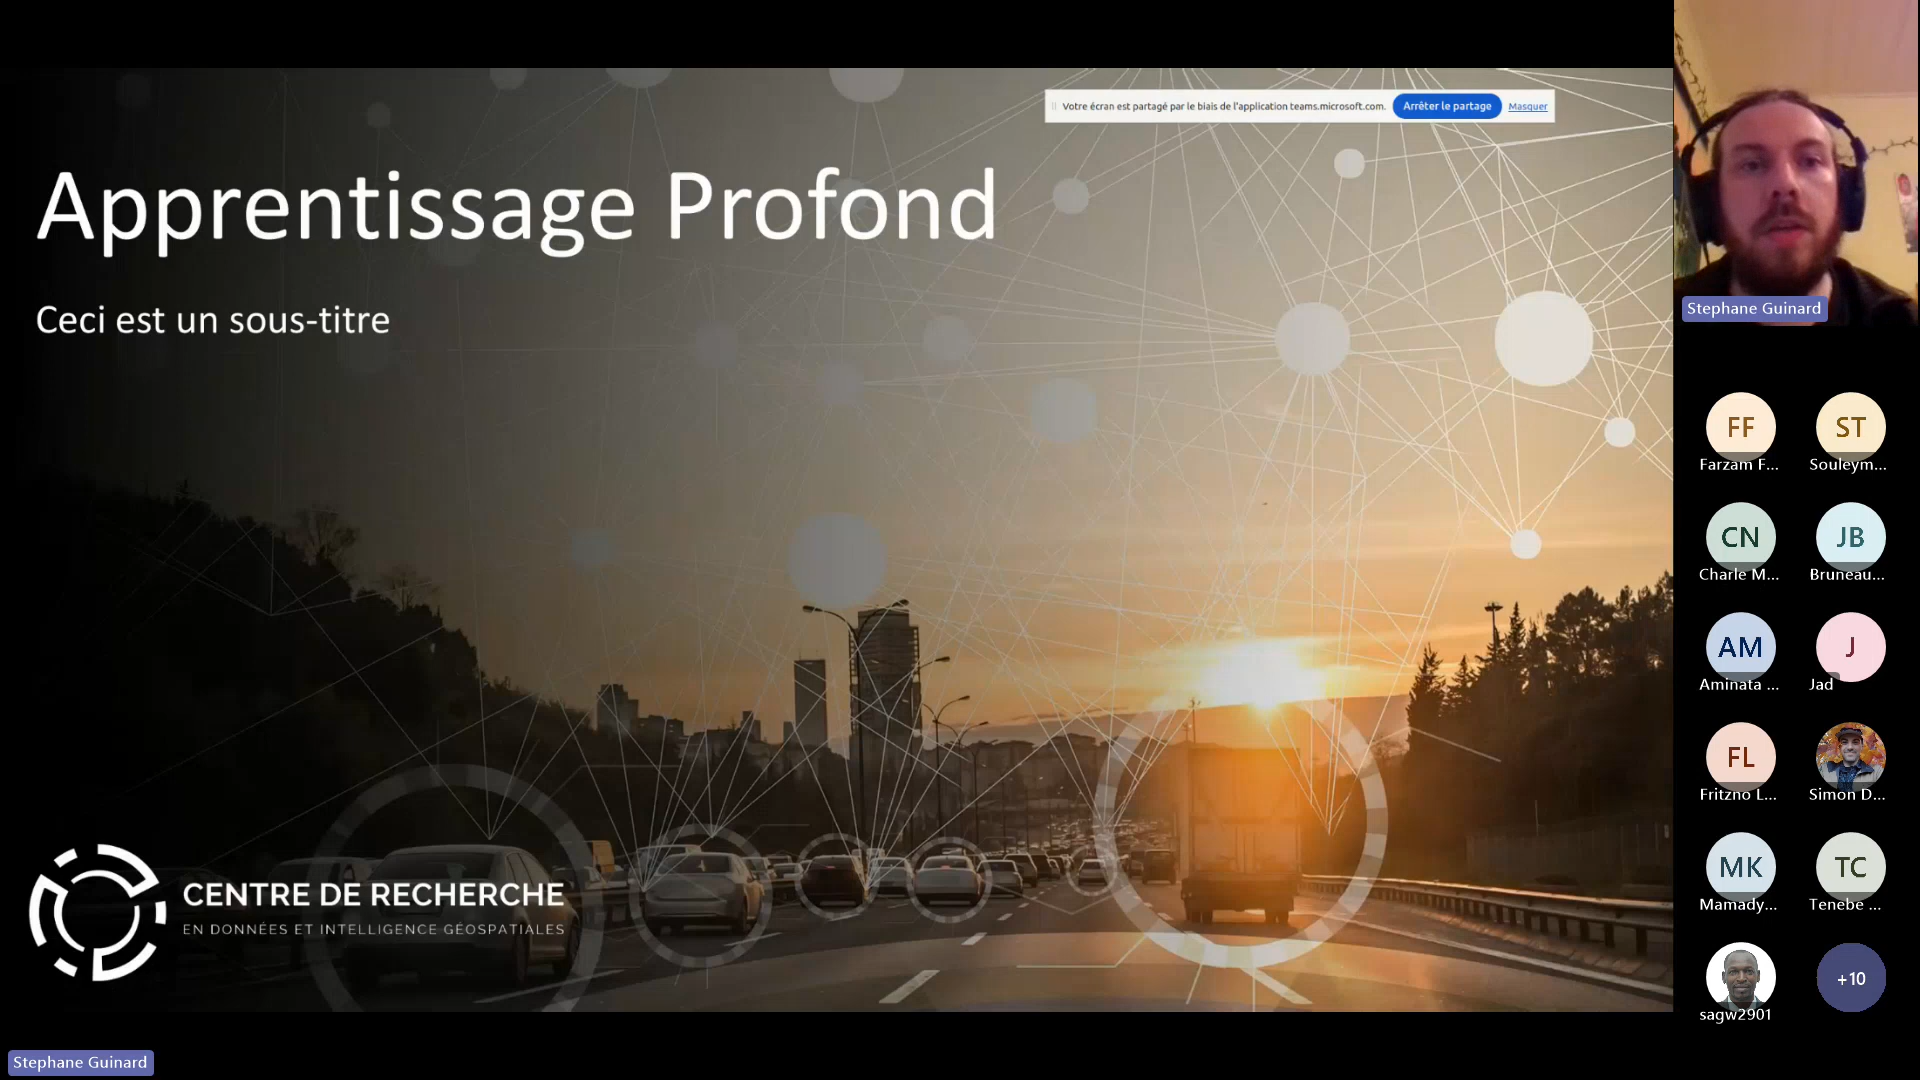 Votre écran est partagé par le biais de l'application teams.microsoft.com. Arrêter le partage Masquer
Apprentissage Profond
Ceci est un sous-titre
CENTRE DE RECHERCHE
EN DONNÉES ET INTELLIGENCE GÉOSPATIALES
Stephane Guinard
Stephane Guinard
FF ST
Farzam F... Souleym...
CN JB
Charle M... Bruneau...
AM J
Aminata ... Jad
FL
Fritzno L... Simon D...
MK TC
Mamady... Tenebe ...
+10
sagw2901